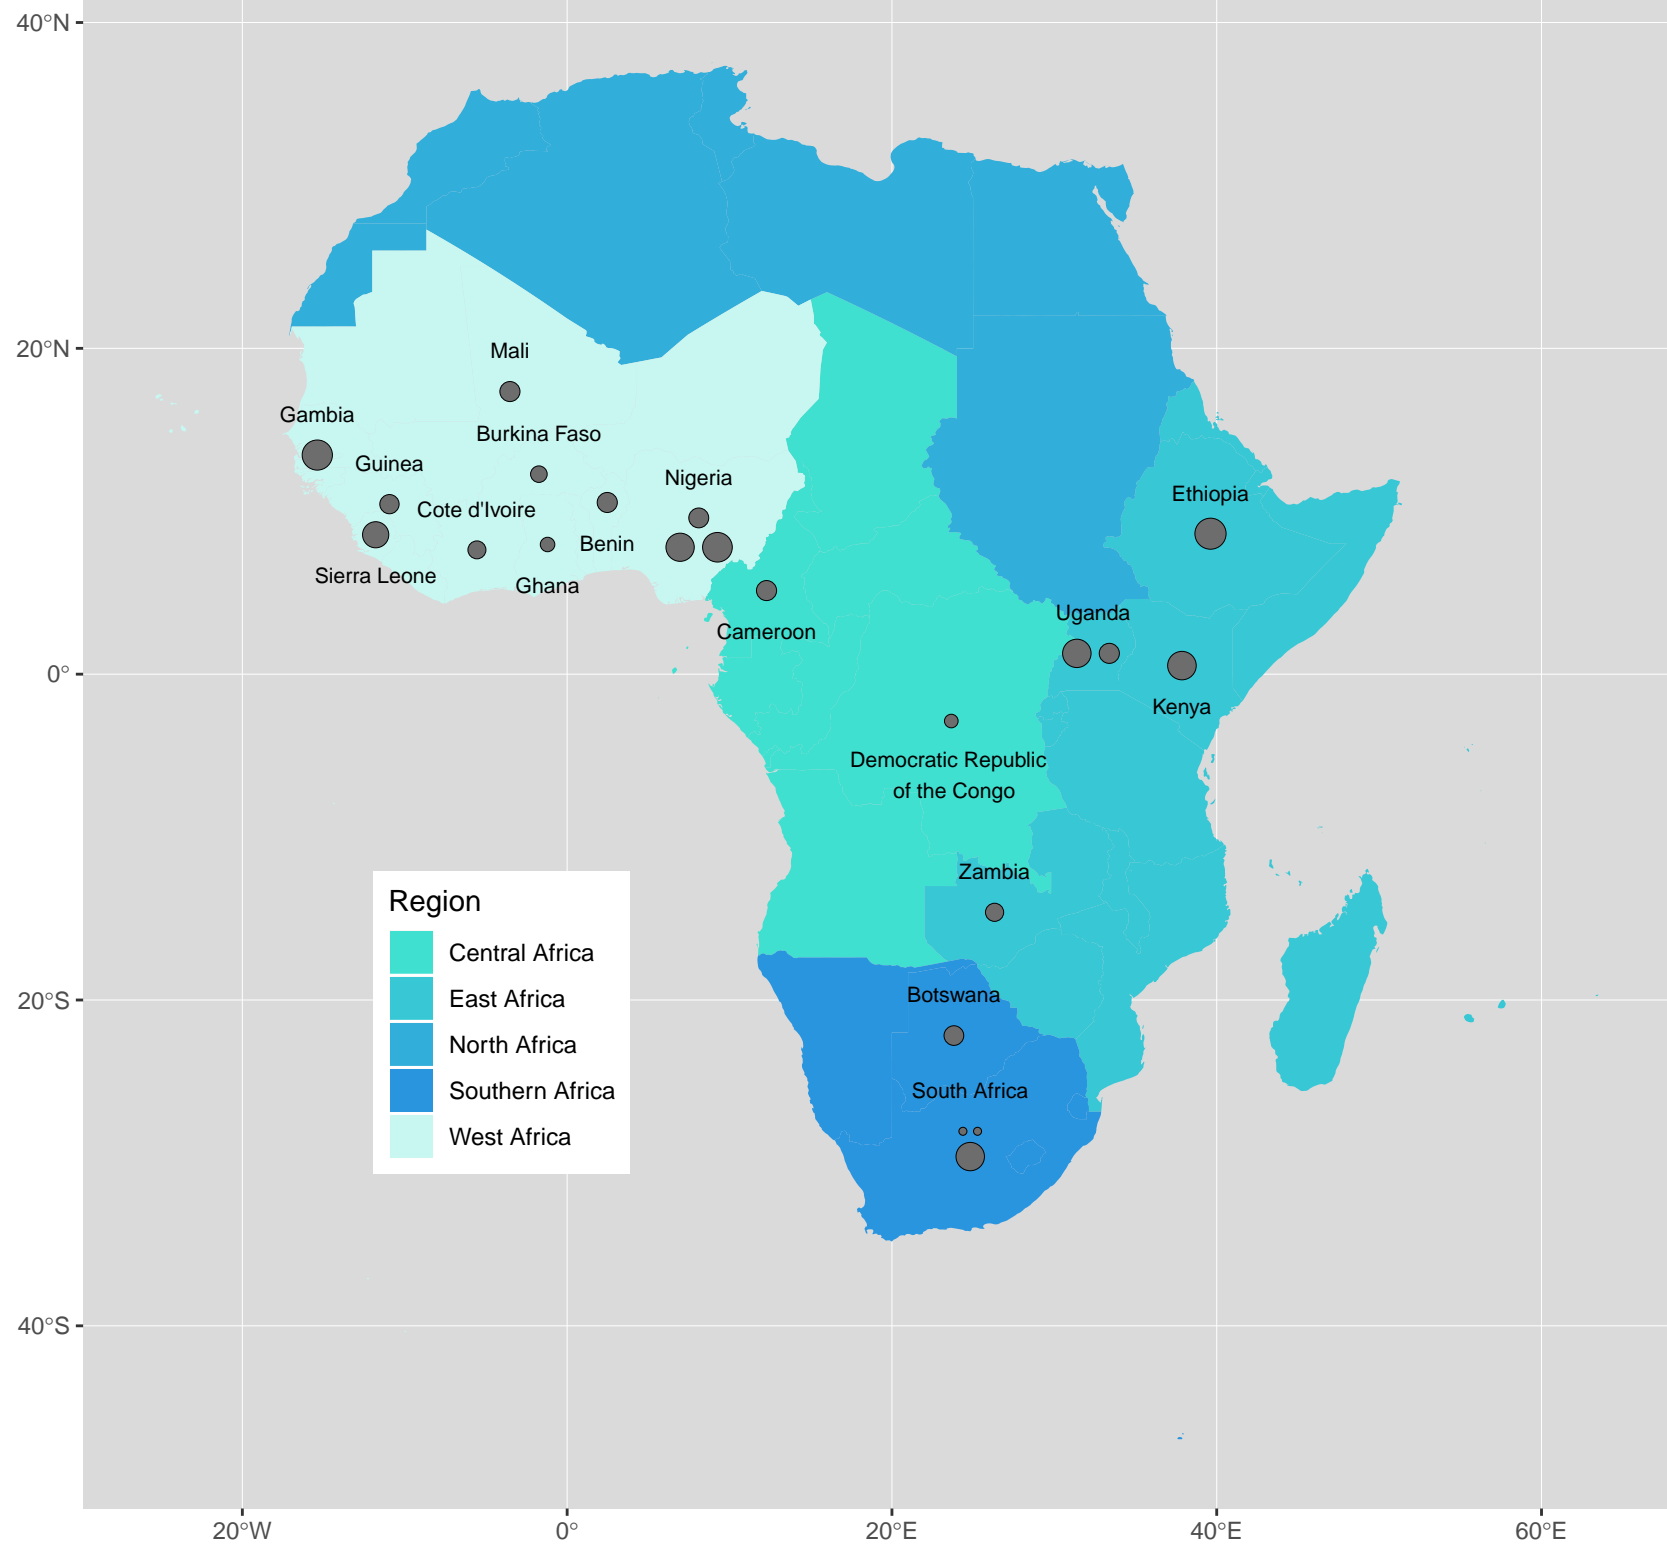 40°N
20°N
0°
20°S
40°S
Mali
Gambia
Burkina Faso
Guinea
Nigeria
Cote d'Ivoire
Ethiopia
Benin
Sierra Leone
Ghana
Uganda
Cameroon
Kenya
Democratic Republic
of the Congo
Zambia
Botswana
South Africa
Region
Central Africa
East Africa
North Africa
Southern Africa
West Africa
20°W
0°
20°E
40°E
60°E